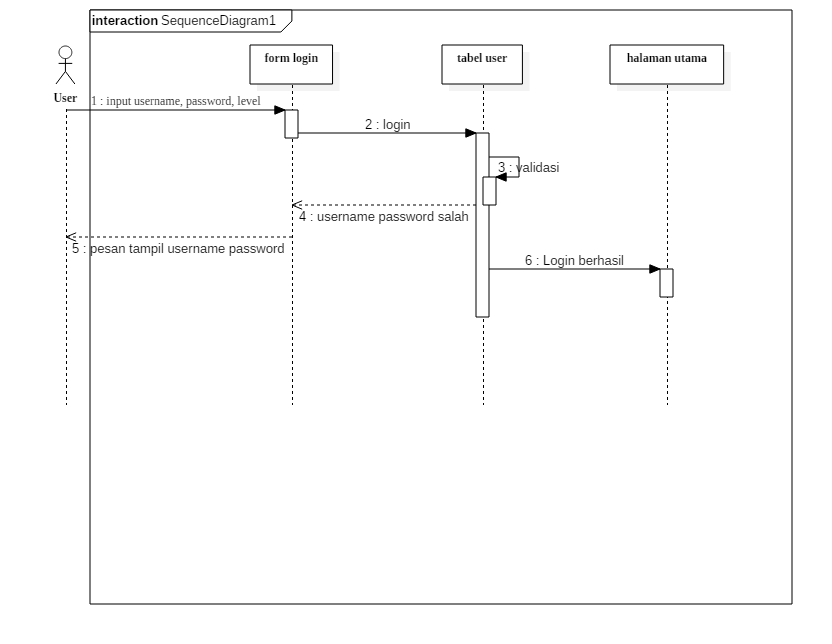 interaction SequenceDiagram1
form login
tabel user
halaman utama
User
1 : input username, password, level
2 : login
3 : validasi
4 : username password salah
5 : pesan tampil username password
6 : Login berhasil